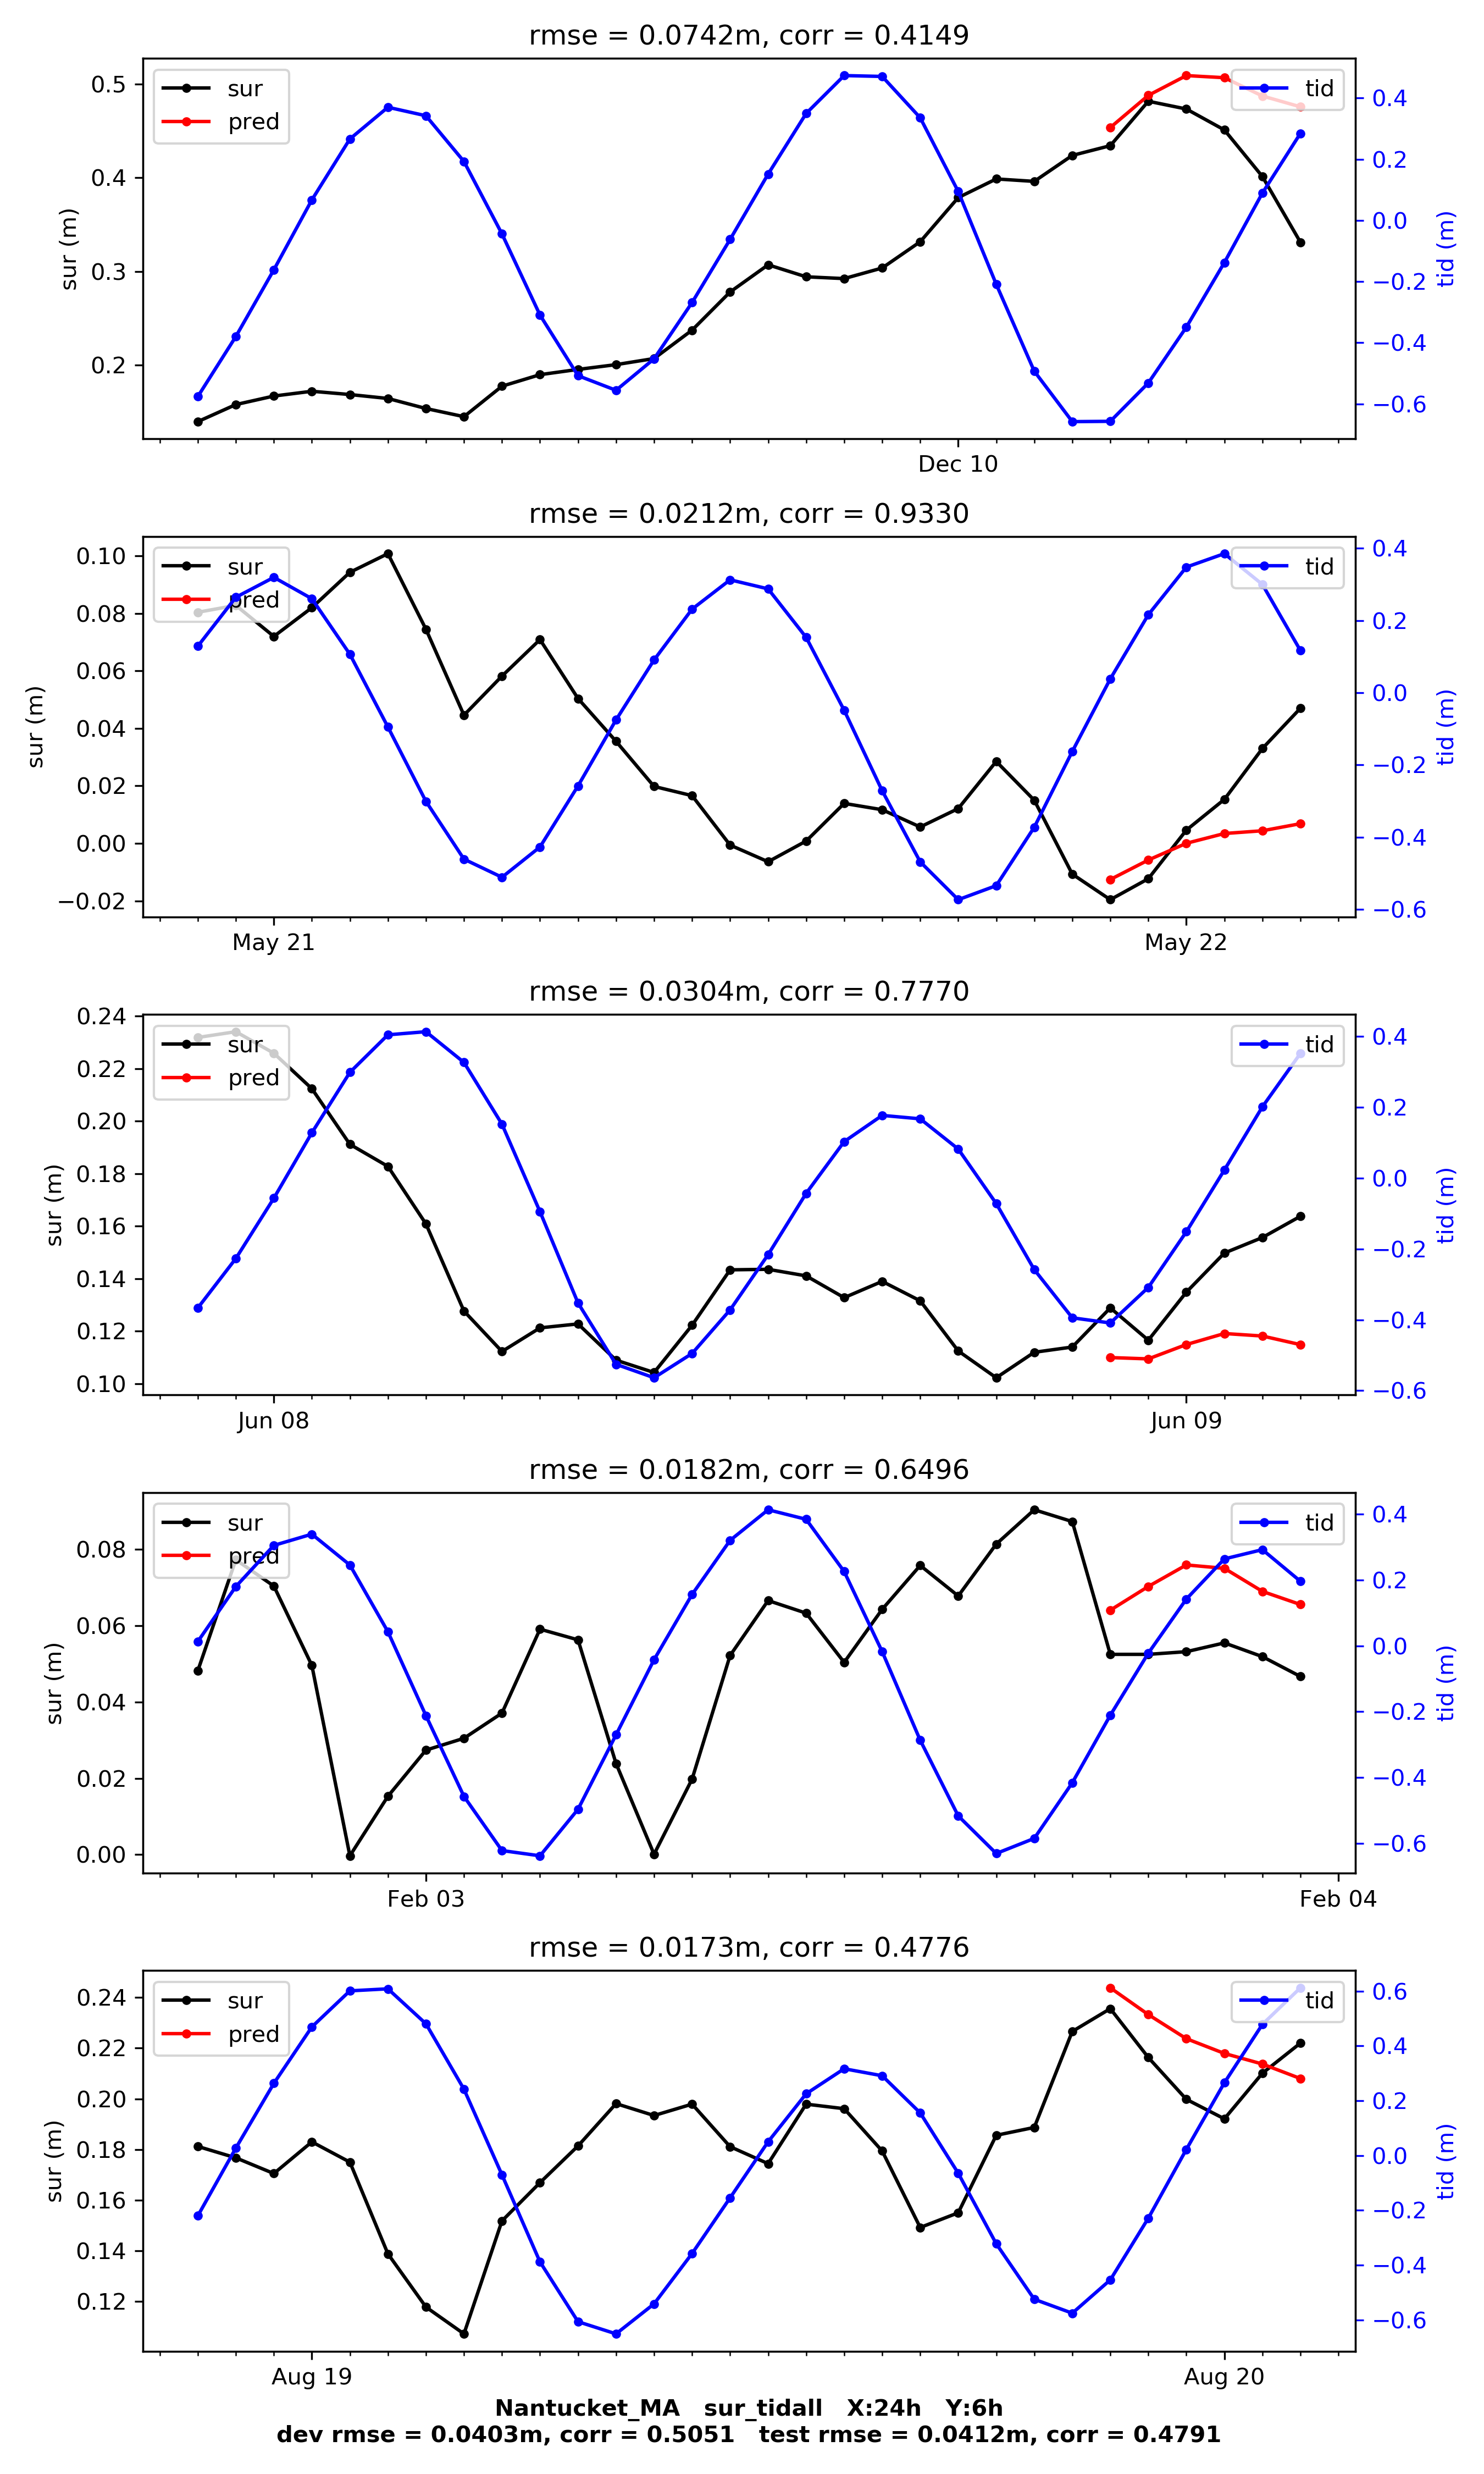 rmse = 0.0742m, corr = 0.4149
sur
pred
tid
0.5
0.4
0.3
0.2
sur (m)
0.4
0.2
0.0
−0.2
−0.4
−0.6
tid (m)
Dec 10
rmse = 0.0212m, corr = 0.9330
sur
pred
tid
0.10
0.08
0.06
0.04
0.02
0.00
−0.02
sur (m)
0.4
0.2
0.0
−0.2
−0.4
−0.6
tid (m)
May 21
May 22
rmse = 0.0304m, corr = 0.7770
sur
pred
tid
0.24
0.22
0.20
0.18
0.16
0.14
0.12
0.10
sur (m)
0.4
0.2
0.0
−0.2
−0.4
−0.6
tid (m)
Jun 08
Jun 09
rmse = 0.0182m, corr = 0.6496
sur
pred
tid
0.08
0.06
0.04
0.02
0.00
sur (m)
0.4
0.2
0.0
−0.2
−0.4
−0.6
tid (m)
Feb 03
Feb 04
rmse = 0.0173m, corr = 0.4776
sur
pred
tid
0.24
0.22
0.20
0.18
0.16
0.14
0.12
sur (m)
0.6
0.4
0.2
0.0
−0.2
−0.4
−0.6
tid (m)
Aug 19
Aug 20
Nantucket_MA sur_tidall X:24h Y:6h
dev rmse = 0.0403m, corr = 0.5051 test rmse = 0.0412m, corr = 0.4791